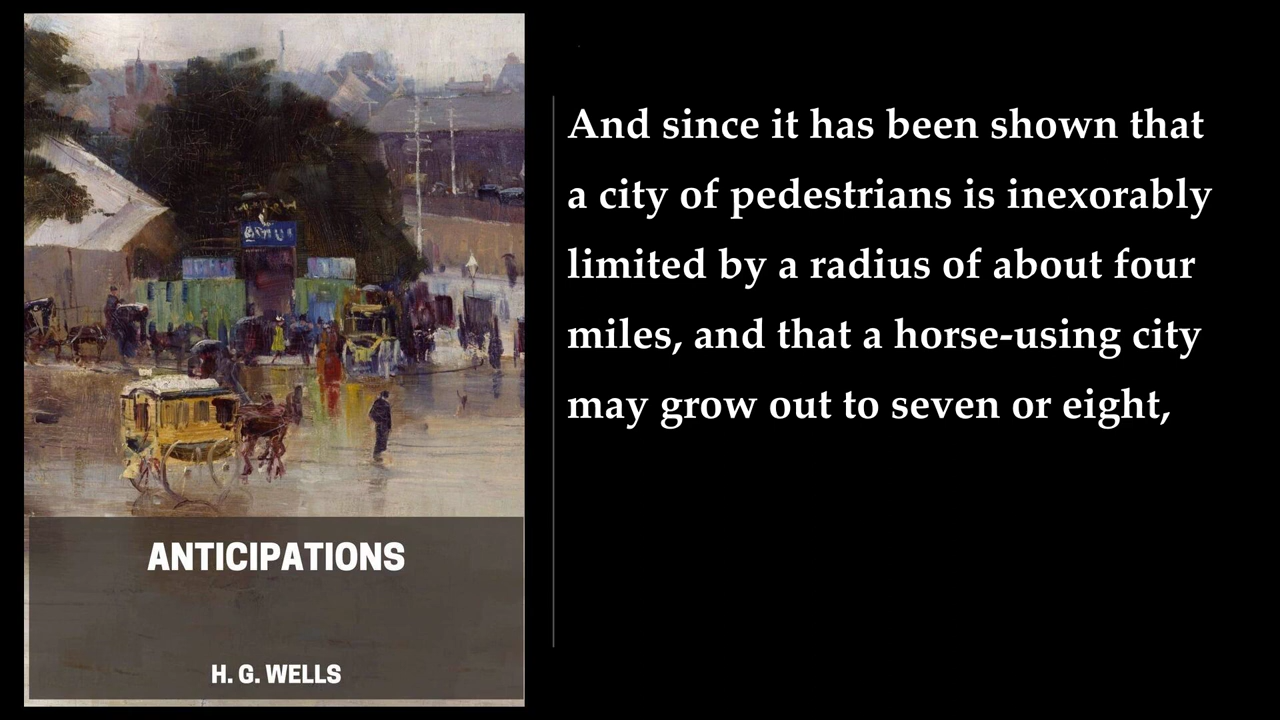 And since it has been shown that
a city of pedestrians is inexorably
limited by a radius of about four
miles, and that a horse-using city
may grow out to seven or eight,
ANTICIPATIONS
H. G. WELLS